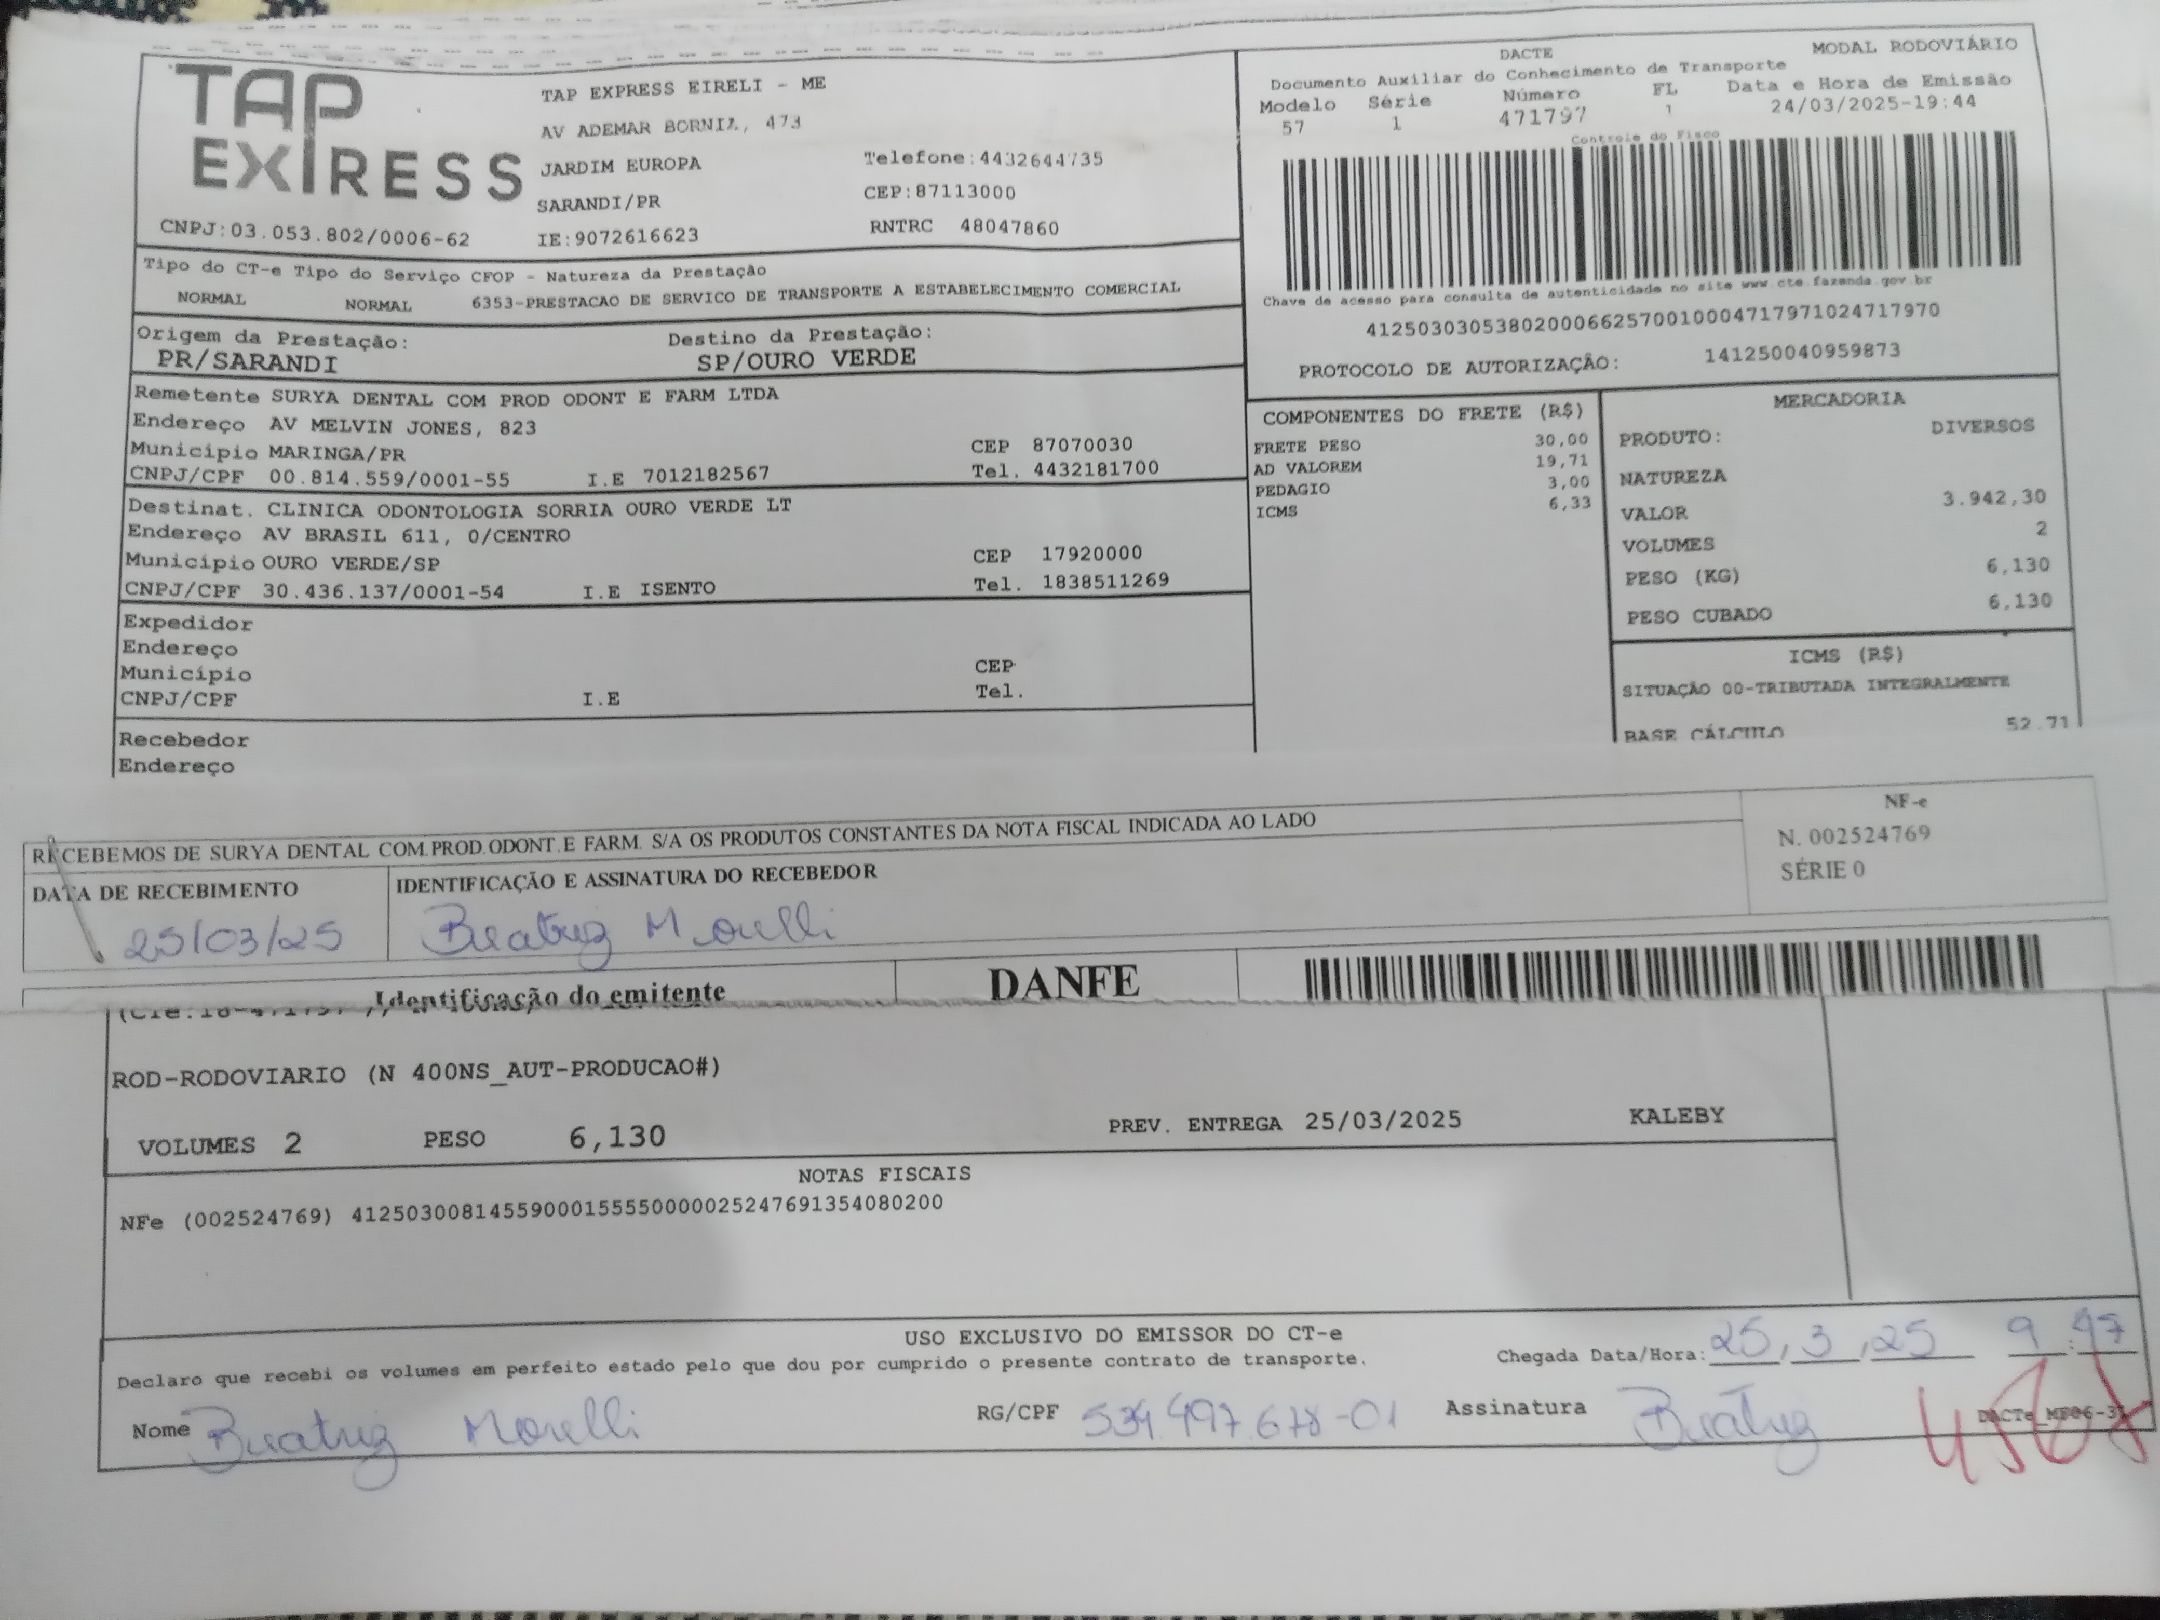 TAP
EXPRESS
TAP EXPRESS EIRELI - ME
AV ADEMAR BORNIA, 473
JARDIM EUROPA Telefone:4432644735
SARANDI/PR CEP:87113000
CNPJ:03.053.802/0006-62 IE:9072616623 RNTRC 48047860
DACTE MODAL RODOVIÁRIO
Documento Auxiliar do Conhecimento de Transporte
Modelo Série Número FL Data e Hora de Emissão
57 1 471797 1 24/03/2025-19:44
Controle do Fisco
Chave de acesso para consulta de autenticidade no site www.cte.fazenda.gov.br
41250303053802000662570010004717971024717970
PROTOCOLO DE AUTORIZAÇÃO: 141250040959873
Tipo do CT-e Tipo do Serviço CFOP - Natureza da Prestação
NORMAL NORMAL 6353-PRESTACAO DE SERVICO DE TRANSPORTE A ESTABELECIMENTO COMERCIAL
Origem da Prestação: Destino da Prestação:
PR/SARANDI SP/OURO VERDE
Remetente SURYA DENTAL COM PROD ODONT E FARM LTDA
Endereço AV MELVIN JONES, 823
Município MARINGA/PR CEP 87070030
CNPJ/CPF 00.814.559/0001-55 I.E 7012182567 Tel. 4432181700
Destinat. CLINICA ODONTOLOGIA SORRIA OURO VERDE LT
Endereço AV BRASIL 611, 0/CENTRO
Município OURO VERDE/SP CEP 17920000
CNPJ/CPF 30.436.137/0001-54 I.E ISENTO Tel. 1838511269
Expedidor
Endereço
Município CEP
CNPJ/CPF I.E Tel.
Recebedor
Endereço
COMPONENTES DO FRETE (R$)
FRETE PESO 30,00
AD VALOREM 19,71
PEDAGIO 3,00
ICMS 6,33
MERCADORIA
PRODUTO: DIVERSOS
NATUREZA
VALOR 3.942,30
VOLUMES 2
PESO (KG) 6,130
PESO CUBADO 6,130
ICMS (R$)
SITUAÇÃO 00-TRIBUTADA INTEGRALMENTE
BASE CÁLCULO 52.71
RECEBEMOS DE SURYA DENTAL COM.PROD.ODONT.E FARM. S/A OS PRODUTOS CONSTANTES DA NOTA FISCAL INDICADA AO LADO
NF-e
N. 002524769
SÉRIE 0
DATA DE RECEBIMENTO IDENTIFICAÇÃO E ASSINATURA DO RECEBEDOR
25/03/25 Beatriz Morelli
Identificação do emitente DANFE
ROD-RODOVIARIO (N 400NS_AUT-PRODUCAO#)
VOLUMES 2 PESO 6,130 PREV. ENTREGA 25/03/2025 KALEBY
NOTAS FISCAIS
NFe (002524769) 41250300814559000155550000025247691354080200
USO EXCLUSIVO DO EMISSOR DO CT-e
Declaro que recebi os volumes em perfeito estado pelo que dou por cumprido o presente contrato de transporte. Chegada Data/Hora: 25, 3, 25 9:47
Nome Beatriz Morelli RG/CPF 534.497.678-01 Assinatura Beatriz